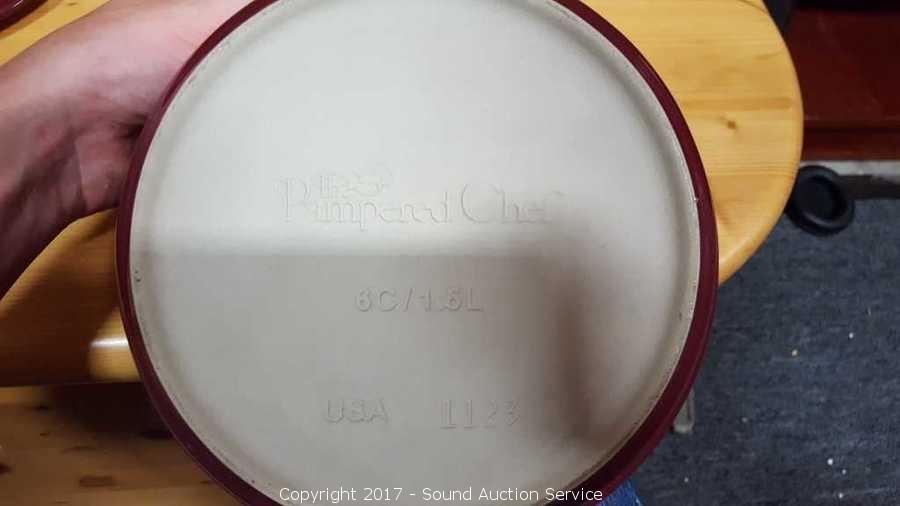 The
Pampered Chef
6C/1.5L
USA 1123
Copyright 2017 - Sound Auction Service